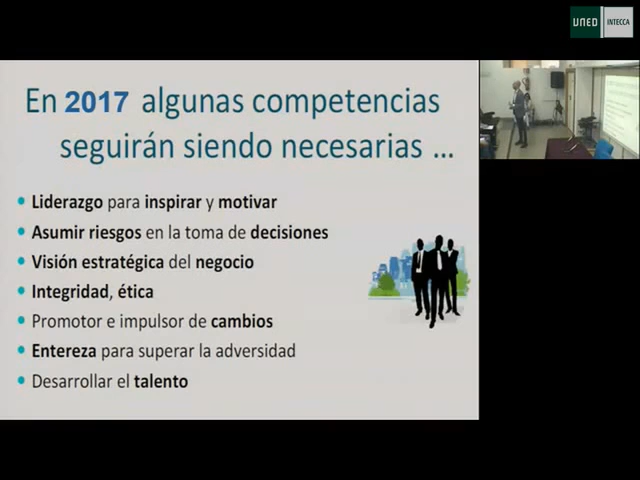 UNED INTECCA
En 2017 algunas competencias
seguirán siendo necesarias ...
• Liderazgo para inspirar y motivar
• Asumir riesgos en la toma de decisiones
• Visión estratégica del negocio
• Integridad, ética
• Promotor e impulsor de cambios
• Entereza para superar la adversidad
• Desarrollar el talento